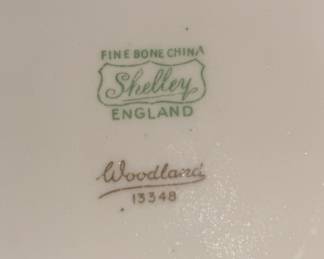 FINE BONE CHINA
Shelley
ENGLAND
Woodland
13348